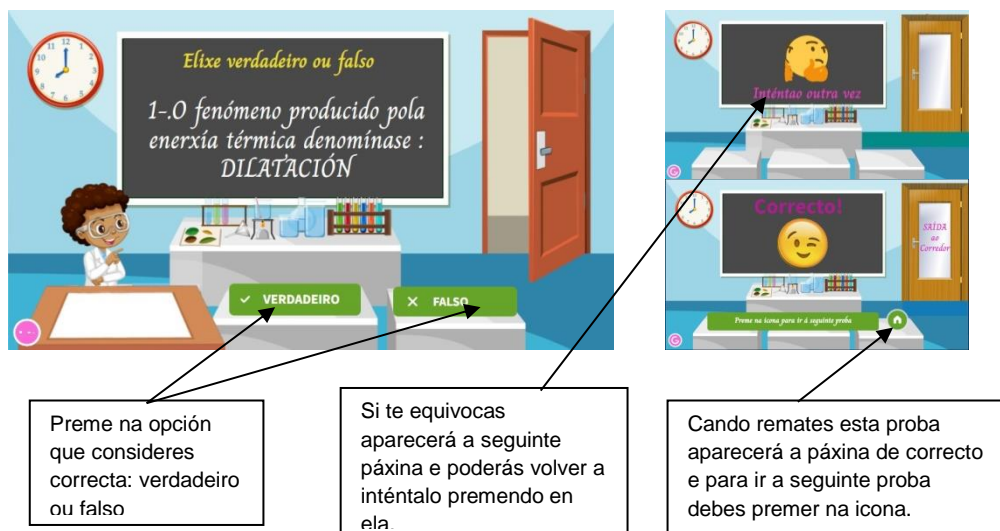 Elixe verdadeiro ou falso
1-.O fenómeno producido pola
enerxía térmica denomínase :
DILATACIÓN
VERDADEIRO
FALSO
Inténtao outra vez
Correcto!
SAÍDA
ao
Corredor
Preme na icona para ir á seguinte proba
Preme na opción
que consideres
correcta: verdadeiro
ou falso
Si te equivocas
aparecerá a seguinte
páxina e poderás volver a
inténtalo premendo en
ela.
Cando remates esta proba
aparecerá a páxina de correcto
e para ir a seguinte proba
debes premer na icona.